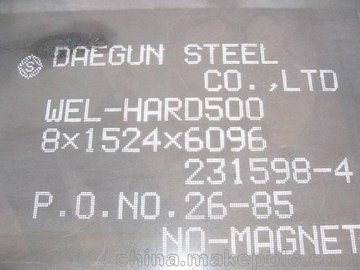 S
DAEGUN STEEL
CO.,LTD
WEL-HARD500
8×1524×6096
231598-4
P.O.NO.26-85
NO-MAGNET
china.makepolo.com